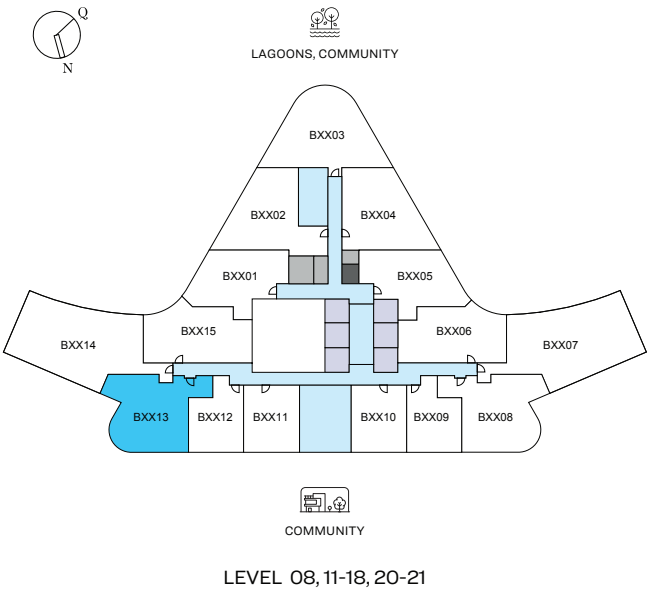 Q
N
LAGOONS, COMMUNITY
BXX03
BXX02
BXX04
BXX01
BXX05
BXX15
BXX06
BXX14
BXX07
BXX13
BXX12
BXX11
BXX10
BXX09
BXX08
COMMUNITY
LEVEL 08, 11-18, 20-21